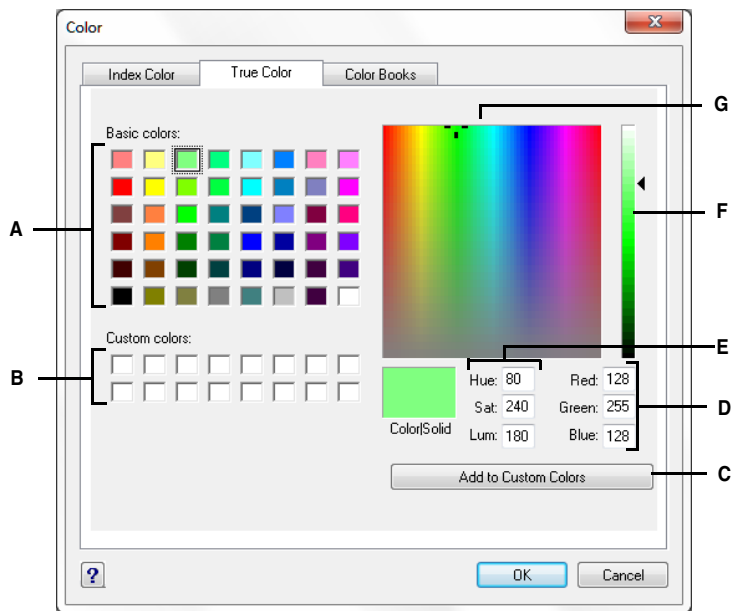 Color
Index Color True Color Color Books
G
Basic colors:
A
F
Custom colors:
E
B
Hue: 80 Red: 128
Sat: 240 Green: 255
D
Color|Solid
Lum: 180 Blue: 128
Add to Custom Colors
C
?
OK Cancel